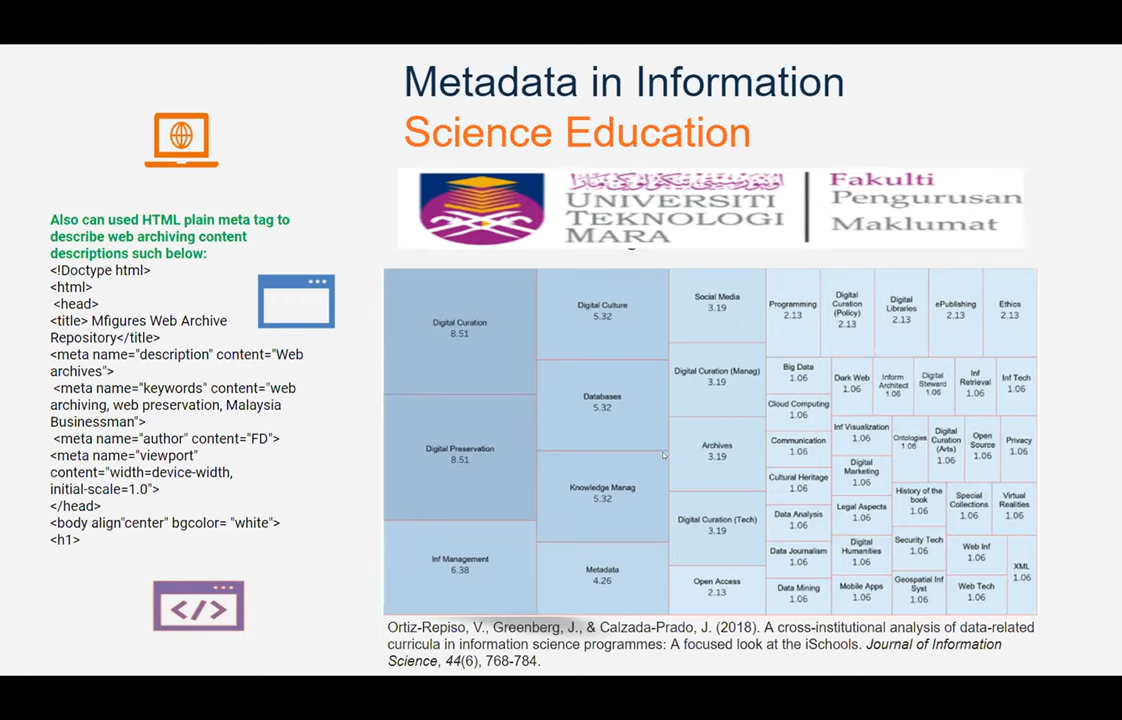 Metadata in Information
Science Education
UNIVERSITI
TEKNOLOGI
MARA
Fakulti
Pengurusan
Maklumat
Also can used HTML plain meta tag to
describe web archiving content
descriptions such below:
<!Doctype html>
<html>
<head>
<title> Mfigures Web Archive
Repository</title>
<meta name="description" content="Web
archives">
<meta name="keywords" content="web
archiving, web preservation, Malaysia
Businessman">
<meta name="author" content="FD">
<meta name="viewport"
content="width=device-width,
initial-scale=1.0">
</head>
<body align"center" bgcolor= "white">
<h1>
</>
Digital Curation
8.51
Digital Preservation
8.51
Inf Management
6.38
Digital Culture
5.32
Databases
5.32
Knowledge Manag
5.32
Metadata
4.26
Social Media
3.19
Digital Curation (Manag)
3.19
Archives
3.19
Digital Curation (Tech)
3.19
Open Access
2.13
Programming
2.13
Digital
Curation
(Policy)
2.13
Digital
Libraries
2.13
ePublishing
2.13
Ethics
2.13
Big Data
1.06
Cloud Computing
1.06
Communication
1.06
Cultural Heritage
1.06
Data Analysis
1.06
Data Journalism
1.06
Data Mining
1.06
Dark Web
1.06
Inform
Architect
1.06
Digital
Steward
1.06
Inf
Retrieval
1.06
Inf Tech
1.06
Inf Visualization
1.06
Digital
Marketing
1.06
Legal Aspects
1.06
Digital
Humanities
1.06
Mobile Apps
1.06
Ontologies
1.06
Digital
Curation
(Arts)
1.06
Open
Source
1.06
Privacy
1.06
History of the
book
1.06
Security Tech
1.06
Geospatial Inf
Syst
1.06
Special
Collections
1.06
Virtual
Realities
1.06
Web Inf
1.06
Web Tech
1.06
XML
1.06
Ortiz-Repiso, V., Greenberg, J., & Calzada-Prado, J. (2018). A cross-institutional analysis of data-related
curricula in information science programmes: A focused look at the iSchools. Journal of Information
Science, 44(6), 768-784.